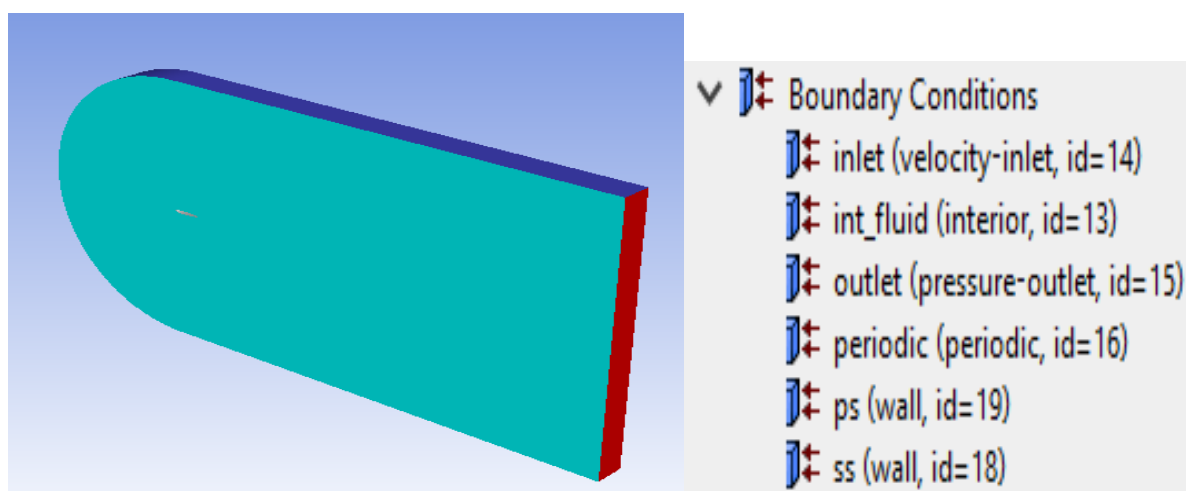 Boundary Conditions
inlet (velocity-inlet, id=14)
int_fluid (interior, id=13)
outlet (pressure-outlet, id=15)
periodic (periodic, id=16)
ps (wall, id=19)
ss (wall, id=18)